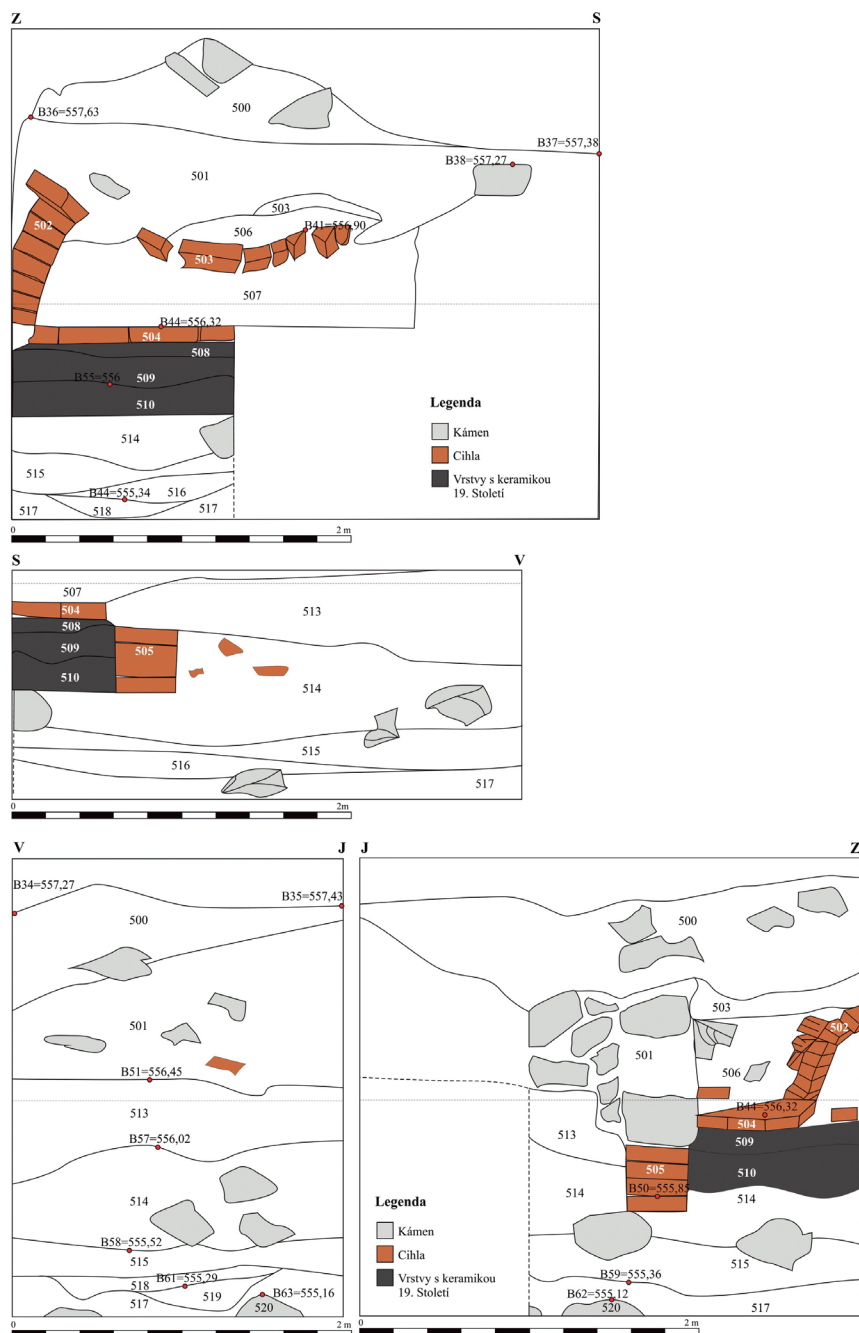 Z S
500
B36=557,63
B37=557,38
B38=557,27
501
503
502
506
B41=556,90
503
507
B44=556,32
504
508
B55=556
509
510
514
515
516
B44=555,34
517
518
517
Legenda
Kámen
Cihla
Vrstvy s keramikou
19. Století
0 2 m
S V
507
504
508
513
505
509
510
514
515
516
517
0 2m
V J
B34=557,27
B35=557,43
500
501
B51=556,45
513
B57=556,02
514
B58=555,52
515
B61=555,29
518
B63=555,16
517
519
520
0 2 m
J Z
500
503
502
501
506
B44=556,32
504
513
509
505
510
514
B50=555,85
514
515
B59=555,36
B62=555,12
520
517
Legenda
Kámen
Cihla
Vrstvy s keramikou
19. Století
0 2 m